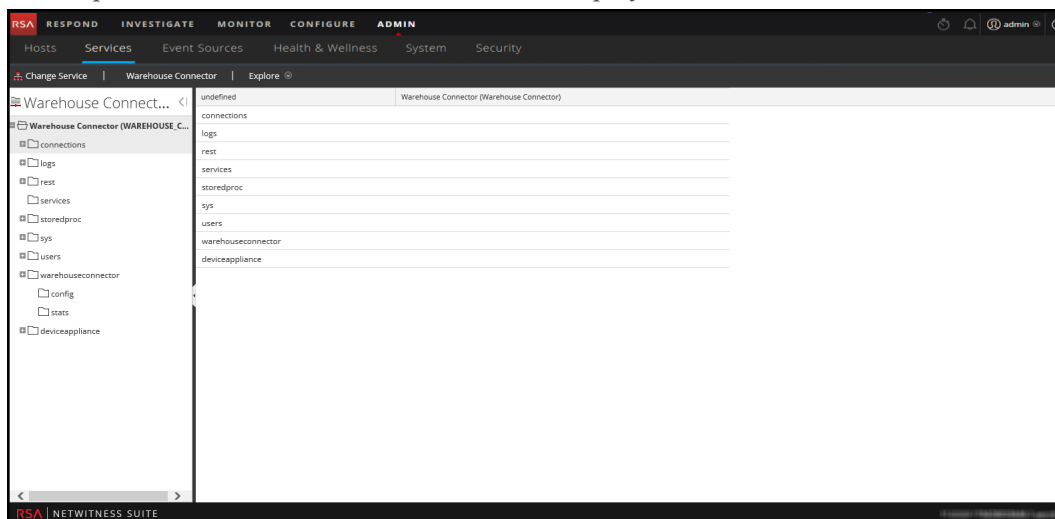 RSA RESPOND INVESTIGATE MONITOR CONFIGURE ADMIN admin
Hosts Services Event Sources Health & Wellness System Security
Change Service | Warehouse Connector | Explore
Warehouse Connect...
undefined Warehouse Connector (Warehouse Connector)
Warehouse Connector (WAREHOUSE_C...
connections
logs
rest
services
storedproc
sys
users
warehouseconnector
config
stats
deviceappliance
connections
logs
rest
services
storedproc
sys
users
warehouseconnector
deviceappliance
RSA | NETWITNESS SUITE